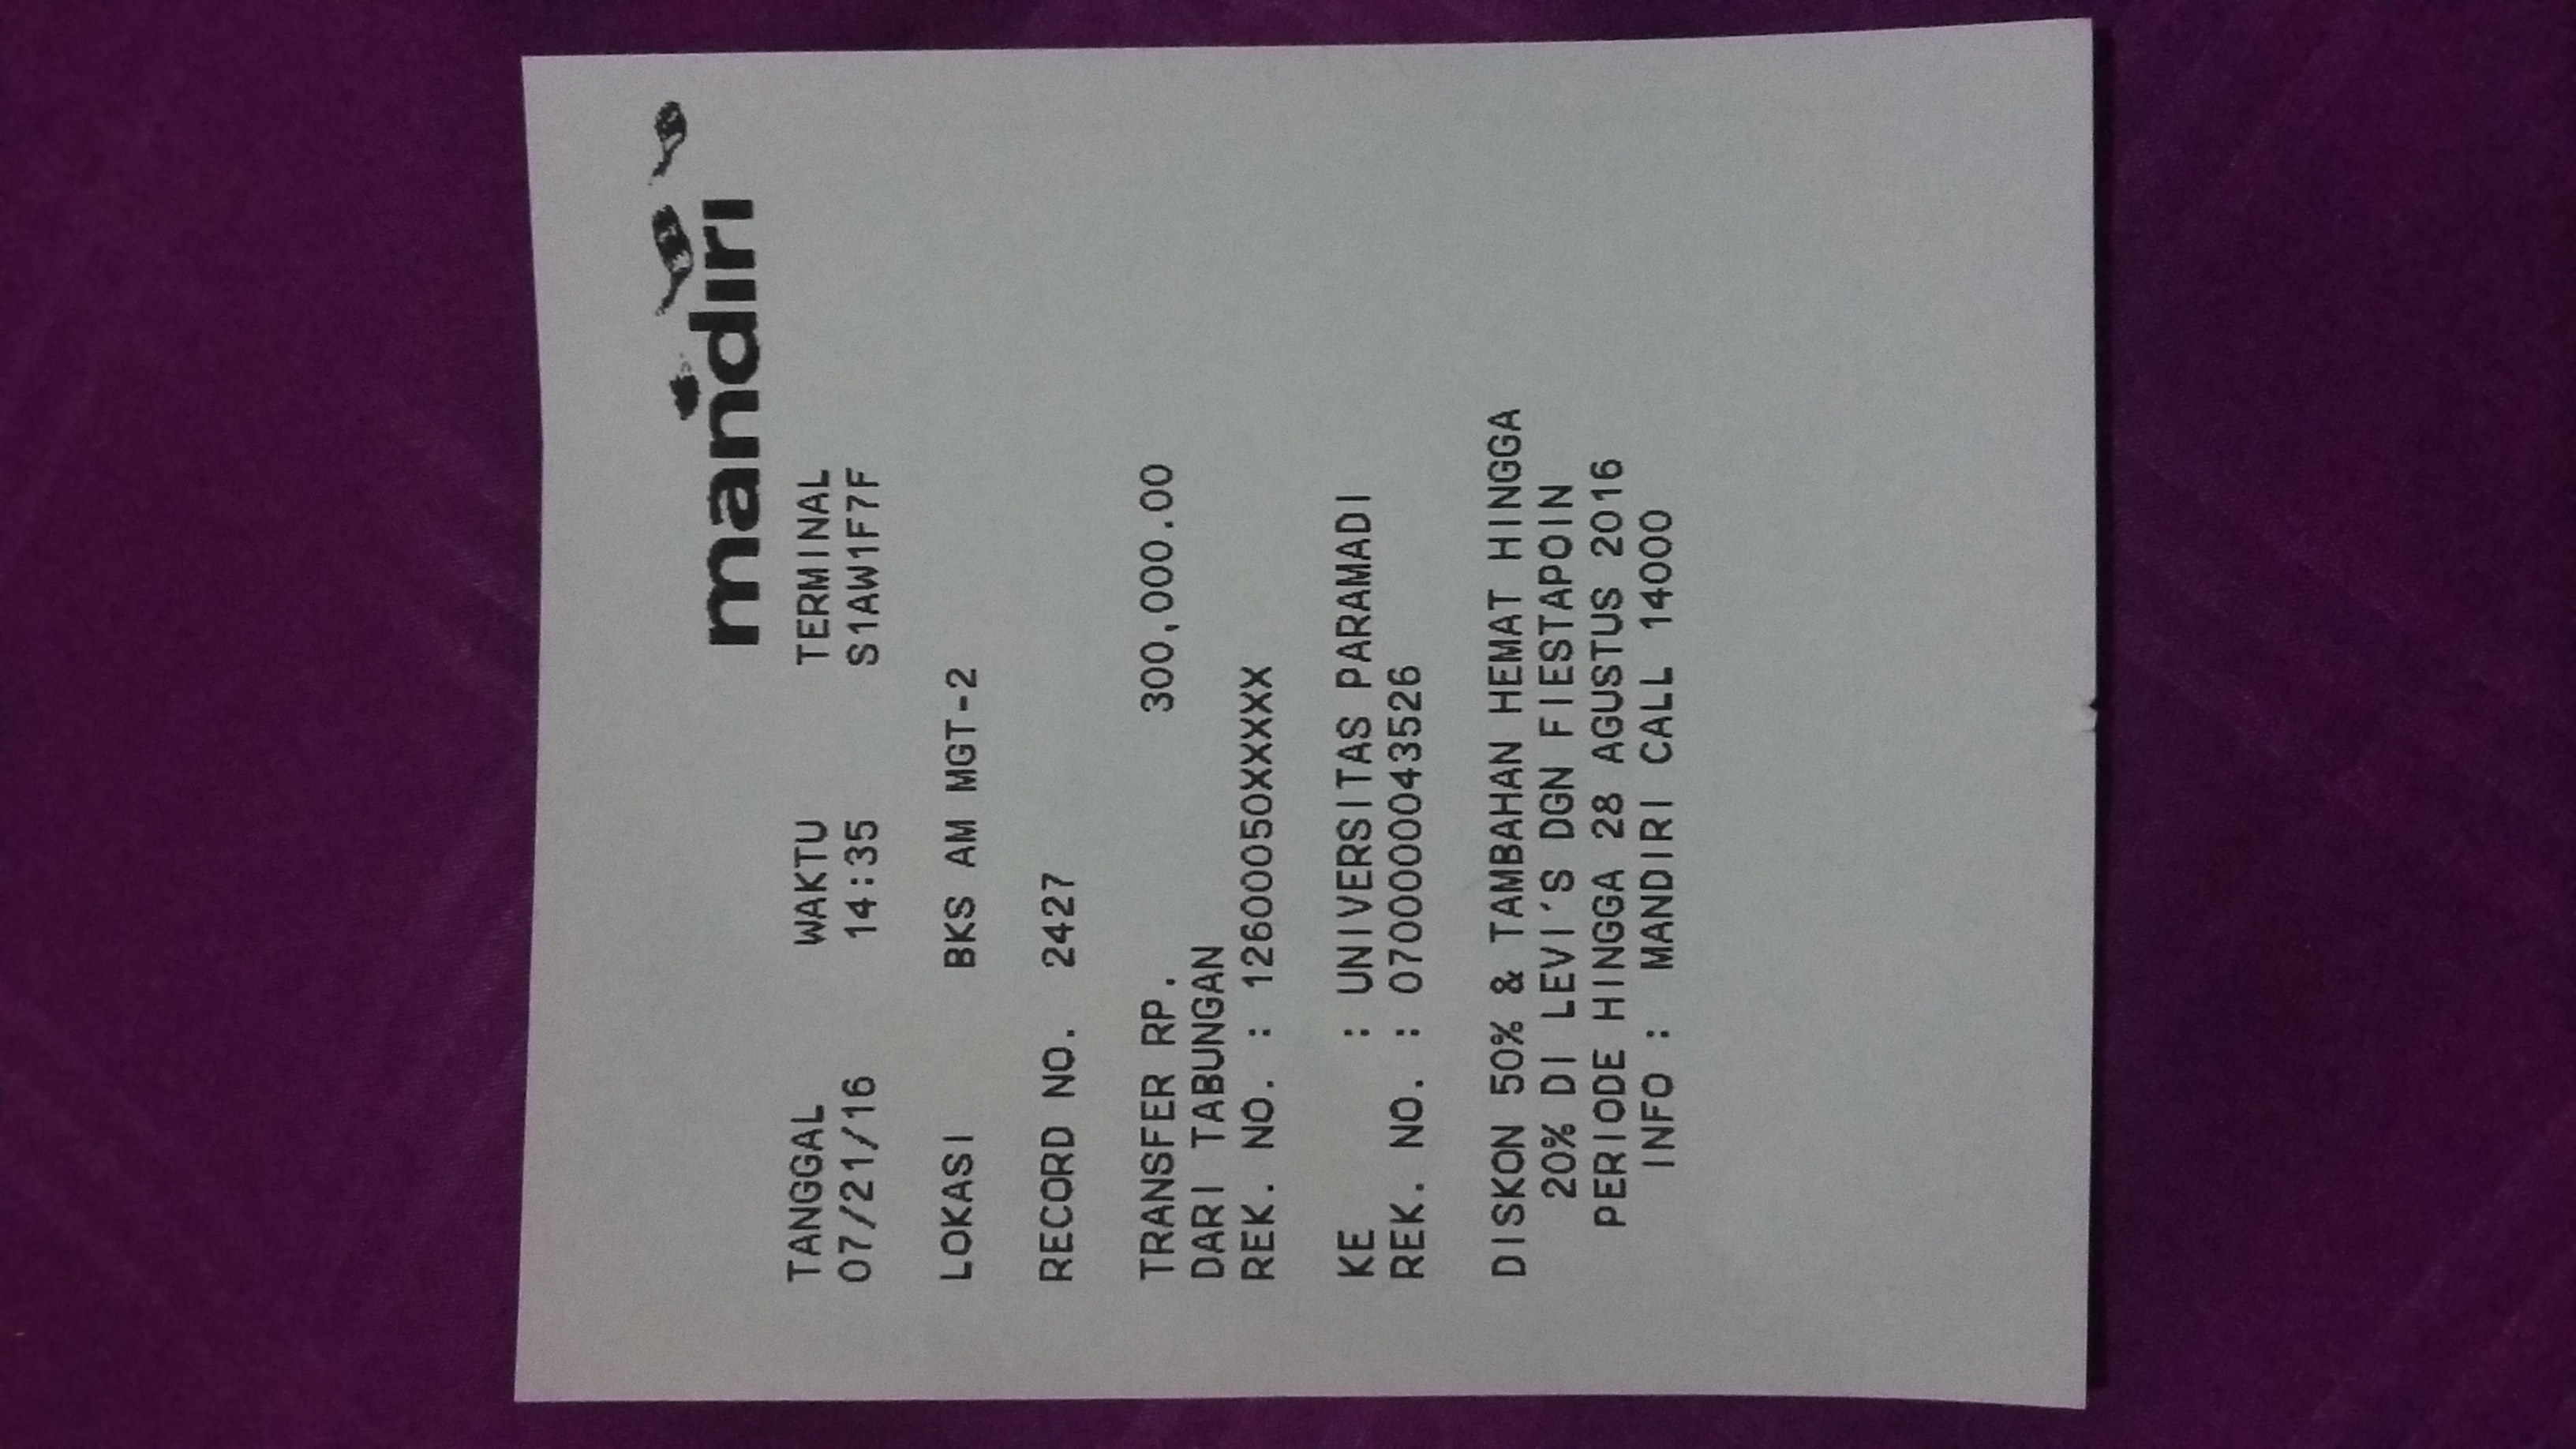 mandiri
TANGGAL WAKTU TERMINAL
07/21/16 14:35 S1AW1F7F
LOKASI BKS AM MGT-2
RECORD NO. 2427
TRANSFER RP. 300,000.00
DARI TABUNGAN
REK. NO. : 12600050XXXXX
KE : UNIVERSITAS PARAMADI
REK. NO. : 0700000043526
DISKON 50% & TAMBAHAN HEMAT HINGGA
20% DI LEVI'S DGN FIESTAPOIN
PERIODE HINGGA 28 AGUSTUS 2016
INFO : MANDIRI CALL 14000